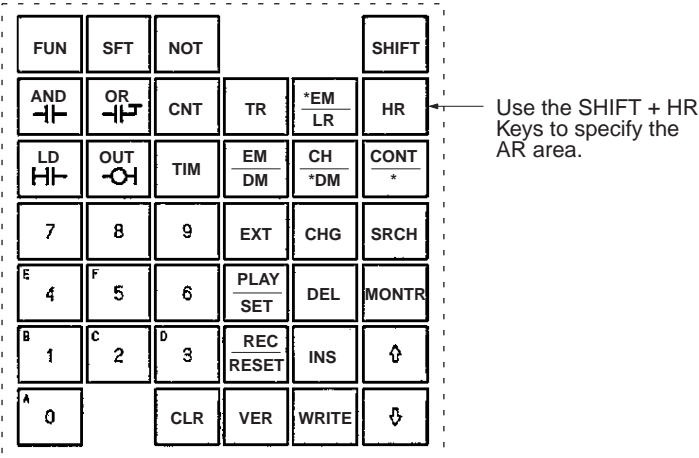 FUN SFT NOT SHIFT
AND OR CNT TR *EM LR HR
LD OUT TIM EM DM CH *DM CONT *
7 8 9 EXT CHG SRCH
E 4 F 5 6 PLAY SET DEL MONTR
B 1 C 2 D 3 REC RESET INS
A 0 CLR VER WRITE
Use the SHIFT + HR
Keys to specify the
AR area.